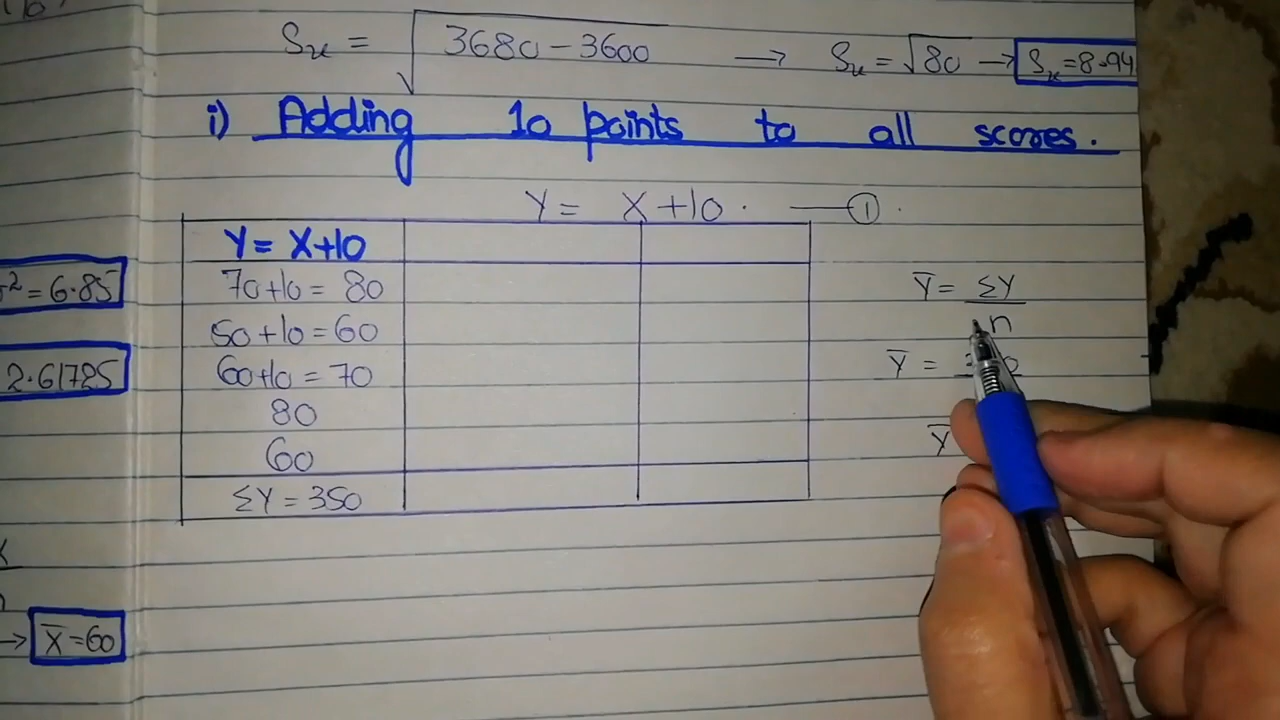 Sx = √3680 - 3600 → Sx = √80 → Sx = 8.94
i) Adding 10 points to all scores.
Y = X + 10. — ①.
Y = X + 10
70 + 10 = 80
50 + 10 = 60
60 + 10 = 70
80
60
ΣY = 350
Ȳ = ΣY
n
Ȳ =
Ȳ
² = 6.85
2.61725
→ X̄ = 60